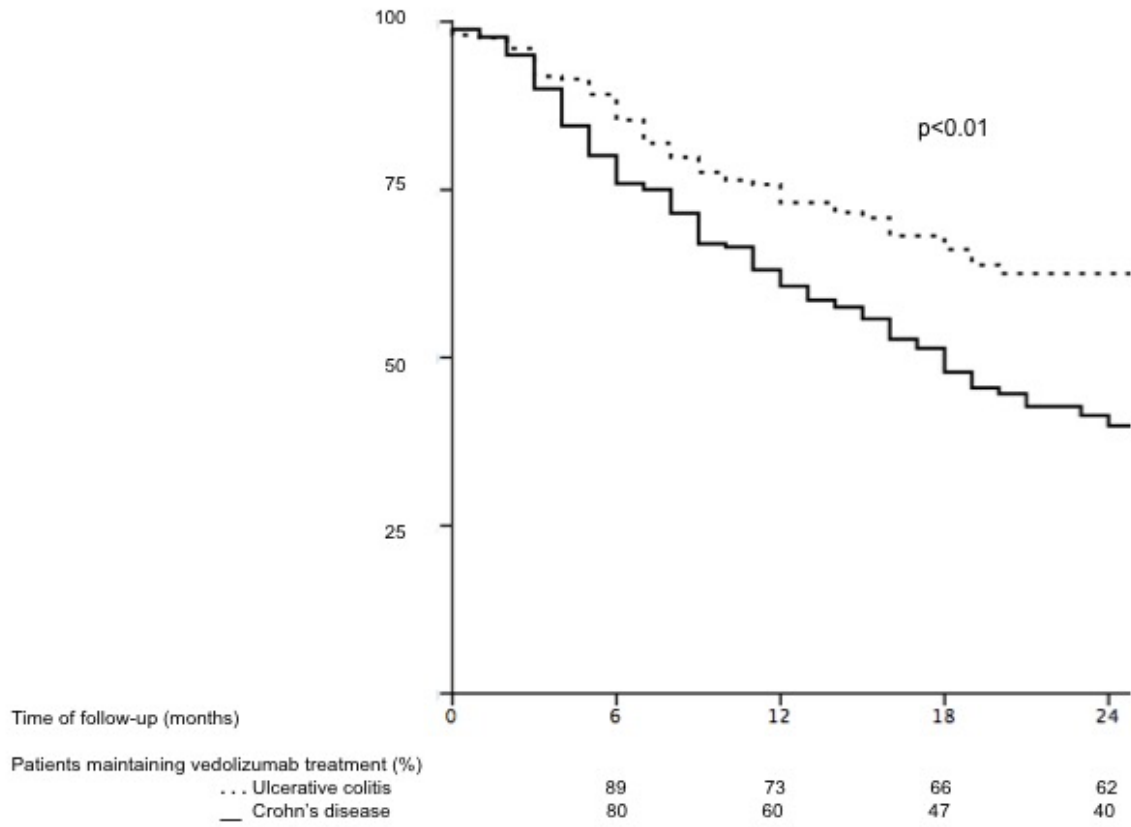 100
p<0.01
75
50
25
Time of follow-up (months)
0 6 12 18 24
Patients maintaining vedolizumab treatment (%)
... Ulcerative colitis 89 73 66 62
__ Crohn's disease 80 60 47 40